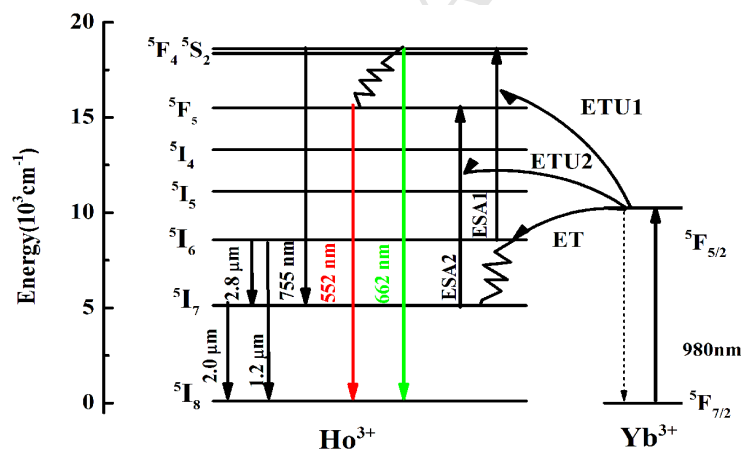 Energy(10³cm⁻¹)
20
15
10
5
0
⁵F₄ ⁵S₂
⁵F₅
⁵I₄
⁵I₅
⁵I₆
⁵I₇
⁵I₈
2.8 μm
2.0 μm
1.2 μm
755 nm
552 nm
662 nm
ESA2
ESA1
ETU1
ETU2
ET
⁵F₅/₂
980nm
⁵F₇/₂
Ho³⁺
Yb³⁺